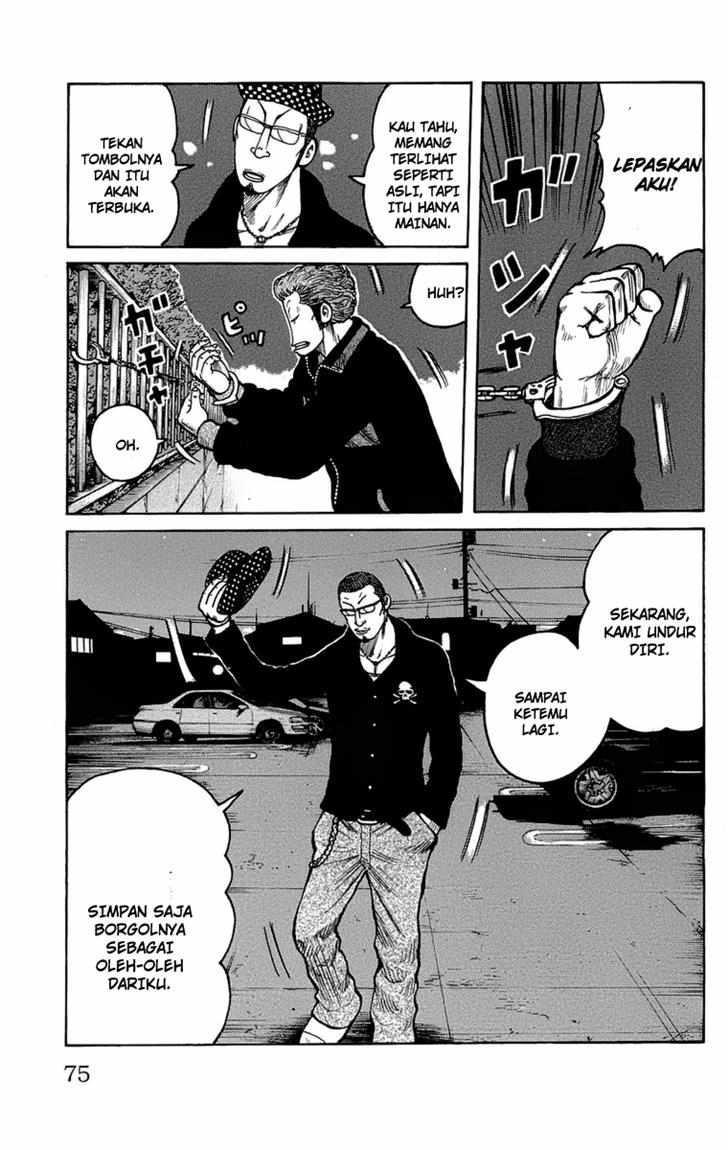 LEPASKAN
AKU!
ガ
シ
ャ
KAU TAHU,
MEMANG
TERLIHAT
SEPERTI
ASLI, TAPI
ITU HANYA
MAINAN.
TEKAN
TOMBOLNYA
DAN ITU
AKAN
TERBUKA.
HUH?
ピッ
ガチャ
OH.
SEKARANG,
KAMI UNDUR
DIRI.
SAMPAI
KETEMU
LAGI.
SIMPAN SAJA
BORGOLNYA
SEBAGAI
OLEH-OLEH
DARIKU.
75